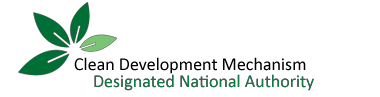 Clean Development Mechanism
Designated National Authority